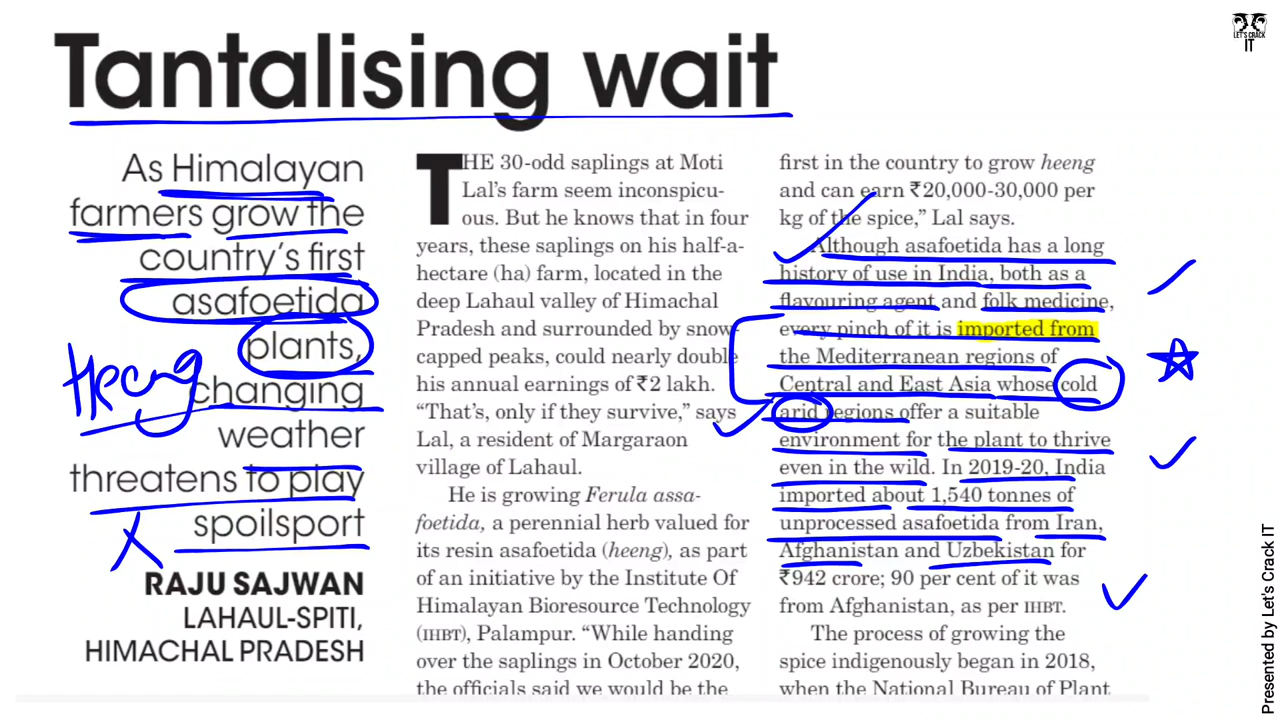 LET'S CRACK
IT
Tantalising wait
As Himalayan
farmers grow the
country's first
asafoetida
plants,
changing
weather
threatens to play
spoilsport
Heeng
RAJU SAJWAN
LAHAUL-SPITI,
HIMACHAL PRADESH
THE 30-odd saplings at Moti
Lal's farm seem inconspicu-
ous. But he knows that in four
years, these saplings on his half-a-
hectare (ha) farm, located in the
deep Lahaul valley of Himachal
Pradesh and surrounded by snow-
capped peaks, could nearly double
his annual earnings of ₹2 lakh.
“That's, only if they survive,” says
Lal, a resident of Margaraon
village of Lahaul.
He is growing Ferula assa-
foetida, a perennial herb valued for
its resin asafoetida (heeng), as part
of an initiative by the Institute Of
Himalayan Bioresource Technology
(IHBT), Palampur. “While handing
over the saplings in October 2020,
the officials said we would be the
first in the country to grow heeng
and can earn ₹20,000-30,000 per
kg of the spice,” Lal says.
Although asafoetida has a long
history of use in India, both as a
flavouring agent and folk medicine,
every pinch of it is imported from
the Mediterranean regions of
Central and East Asia whose cold
arid regions offer a suitable
environment for the plant to thrive
even in the wild. In 2019-20, India
imported about 1,540 tonnes of
unprocessed asafoetida from Iran,
Afghanistan and Uzbekistan for
₹942 crore; 90 per cent of it was
from Afghanistan, as per IHBT.
The process of growing the
spice indigenously began in 2018,
when the National Bureau of Plant
Presented by Let's Crack IT